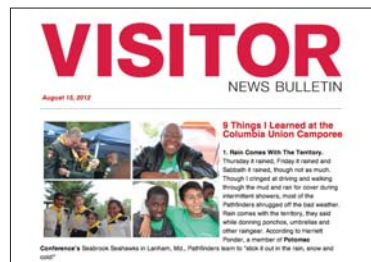 VISITOR
NEWS BULLETIN
August 15, 2012
9 Things I Learned at the
Columbia Union Camporee
1. Rain Comes With The Territory.
Thursday it rained, Friday it rained and
Sabbath it rained, though not as much.
Though I cringed at driving and walking
through the mud and ran for cover during
intermittent showers, most of the
Pathfinders shrugged off the bad weather.
Rain comes with the territory, they said
while donning ponchos, umbrellas and
other raingear. According to Harriett
Ponder, a member of Potomac
Conference's Seabrook Seahawks in Lanham, Md., Pathfinders learn to "stick it out in the rain, snow and
cold!"